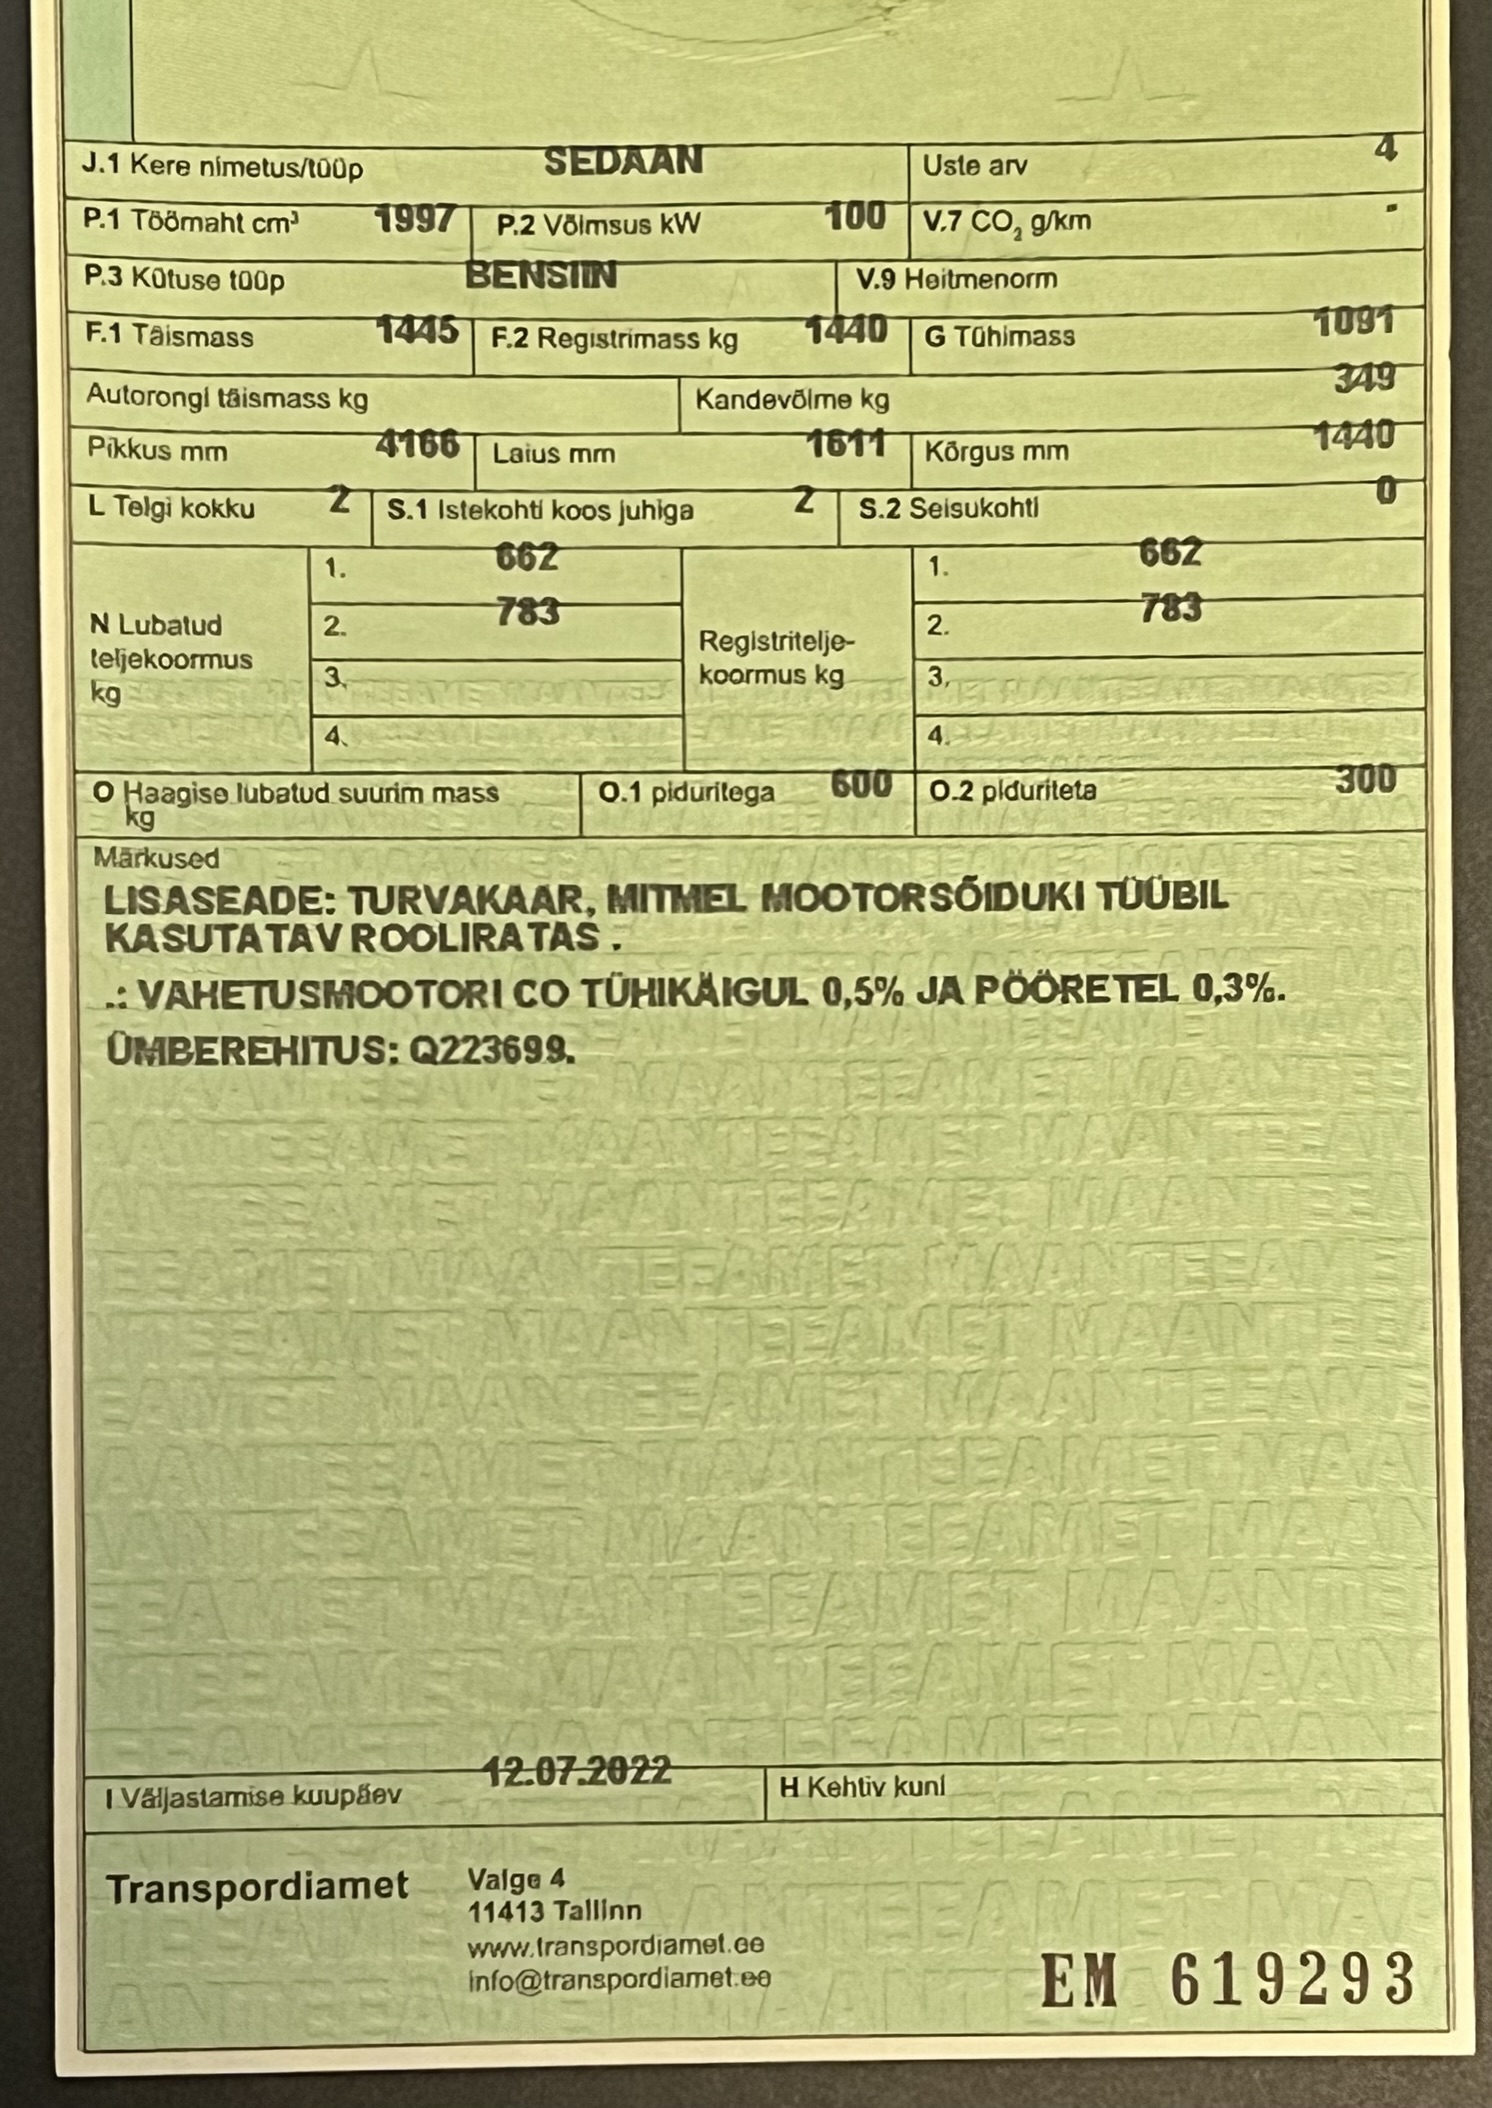 J.1 Kere nimetus/tüüp SEDAAN Uste arv 4
P.1 Töömaht cm³ 1997 P.2 Võimsus kW 100 V.7 CO₂ g/km -
P.3 Kütuse tüüp BENSIIN V.9 Heitmenorm
F.1 Täismass 1445 F.2 Registrimass kg 1440 G Tühimass 1091
Autorongi täismass kg Kandevõime kg 349
Pikkus mm 4166 Laius mm 1611 Kõrgus mm 1440
L Telgi kokku 2 S.1 Istekohti koos juhiga 2 S.2 Seisukohti 0
N Lubatud teljekoormus kg
1. 662
2. 783
3.
4.
Registritelje-
koormus kg
1. 662
2. 783
3.
4.
O Haagise lubatud suurim mass kg O.1 piduritega 600 O.2 piduriteta 300
Märkused
LISASEADE: TURVAKAAR, MITMEL MOOTORSÕIDUKI TÜÜBIL
KASUTATAV ROOLIRATAS .
.: VAHETUSMOOTORI CO TÜHIKÄIGUL 0,5% JA PÖÖRETEL 0,3%.
ÜMBEREHITUS: Q223699.
I Väljastamise kuupäev 12.07.2022 H Kehtiv kuni
Transpordiamet
Valge 4
11413 Tallinn
www.transpordiamet.ee
info@transpordiamet.ee
EM 619293